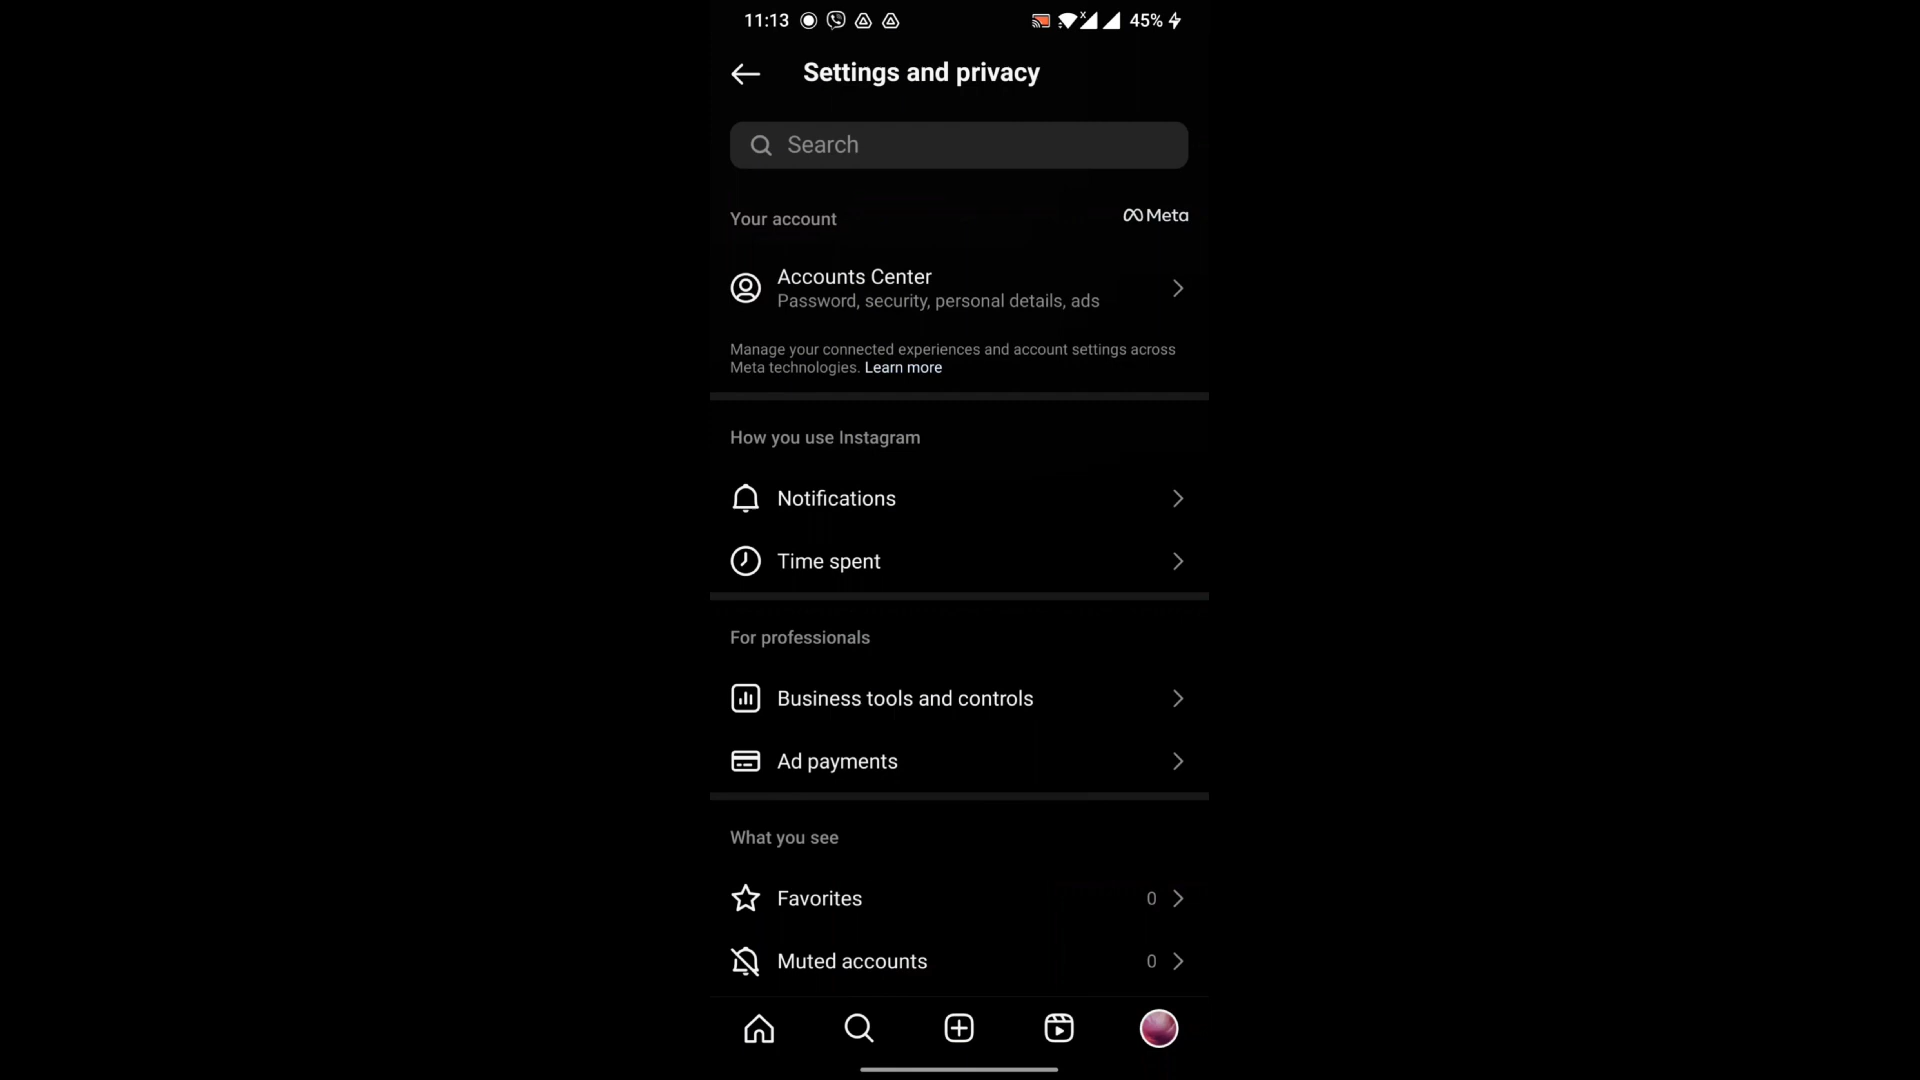 11:13
45%
Settings and privacy
Search
Your account
Meta
Accounts Center
Password, security, personal details, ads
Manage your connected experiences and account settings across
Meta technologies. Learn more
How you use Instagram
Notifications
Time spent
For professionals
Business tools and controls
Ad payments
What you see
Favorites 0
Muted accounts 0